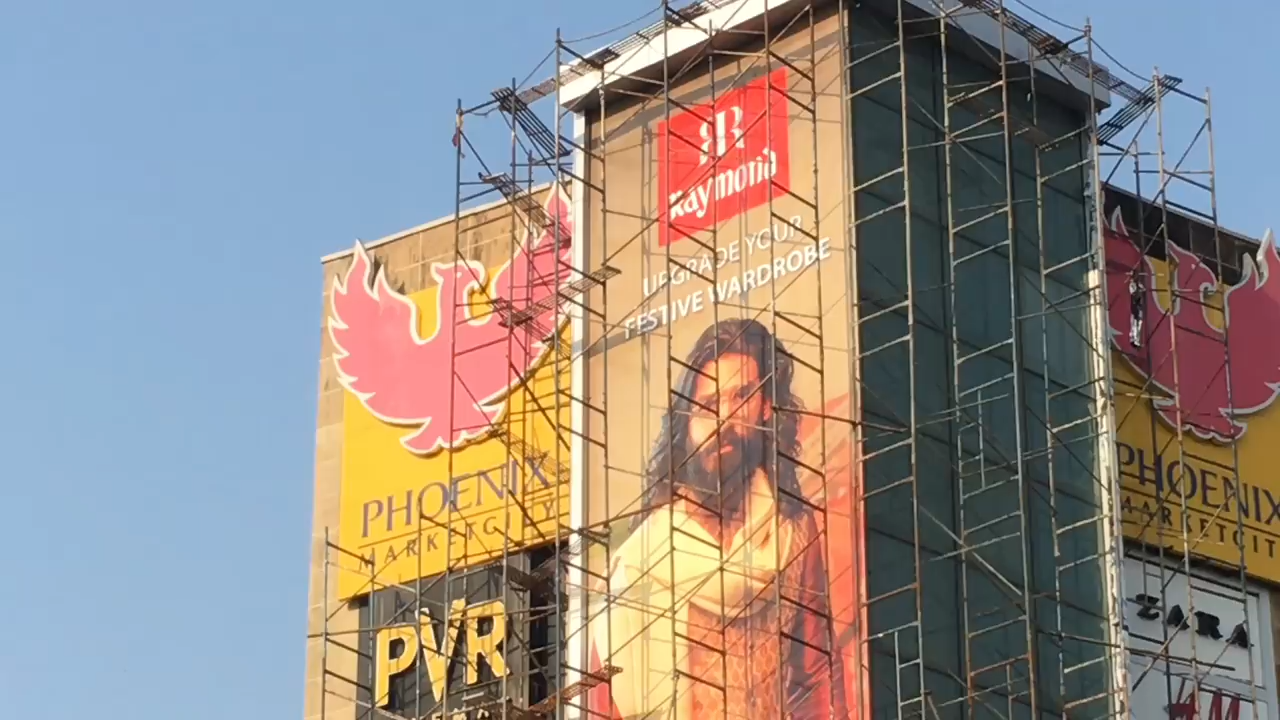 Raymond
UPGRADE YOUR
FESTIVE WARDROBE
PHOENIX
MARKETCITY
PVR
PHOENIX
MARKETCIT
ZARA
H&M